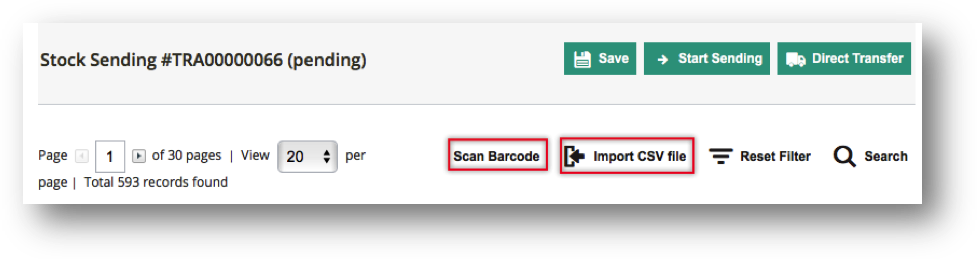 Stock Sending #TRA00000066 (pending) Save Start Sending Direct Transfer
Page 1 of 30 pages | View 20 per Scan Barcode Import CSV file Reset Filter Search
page | Total 593 records found